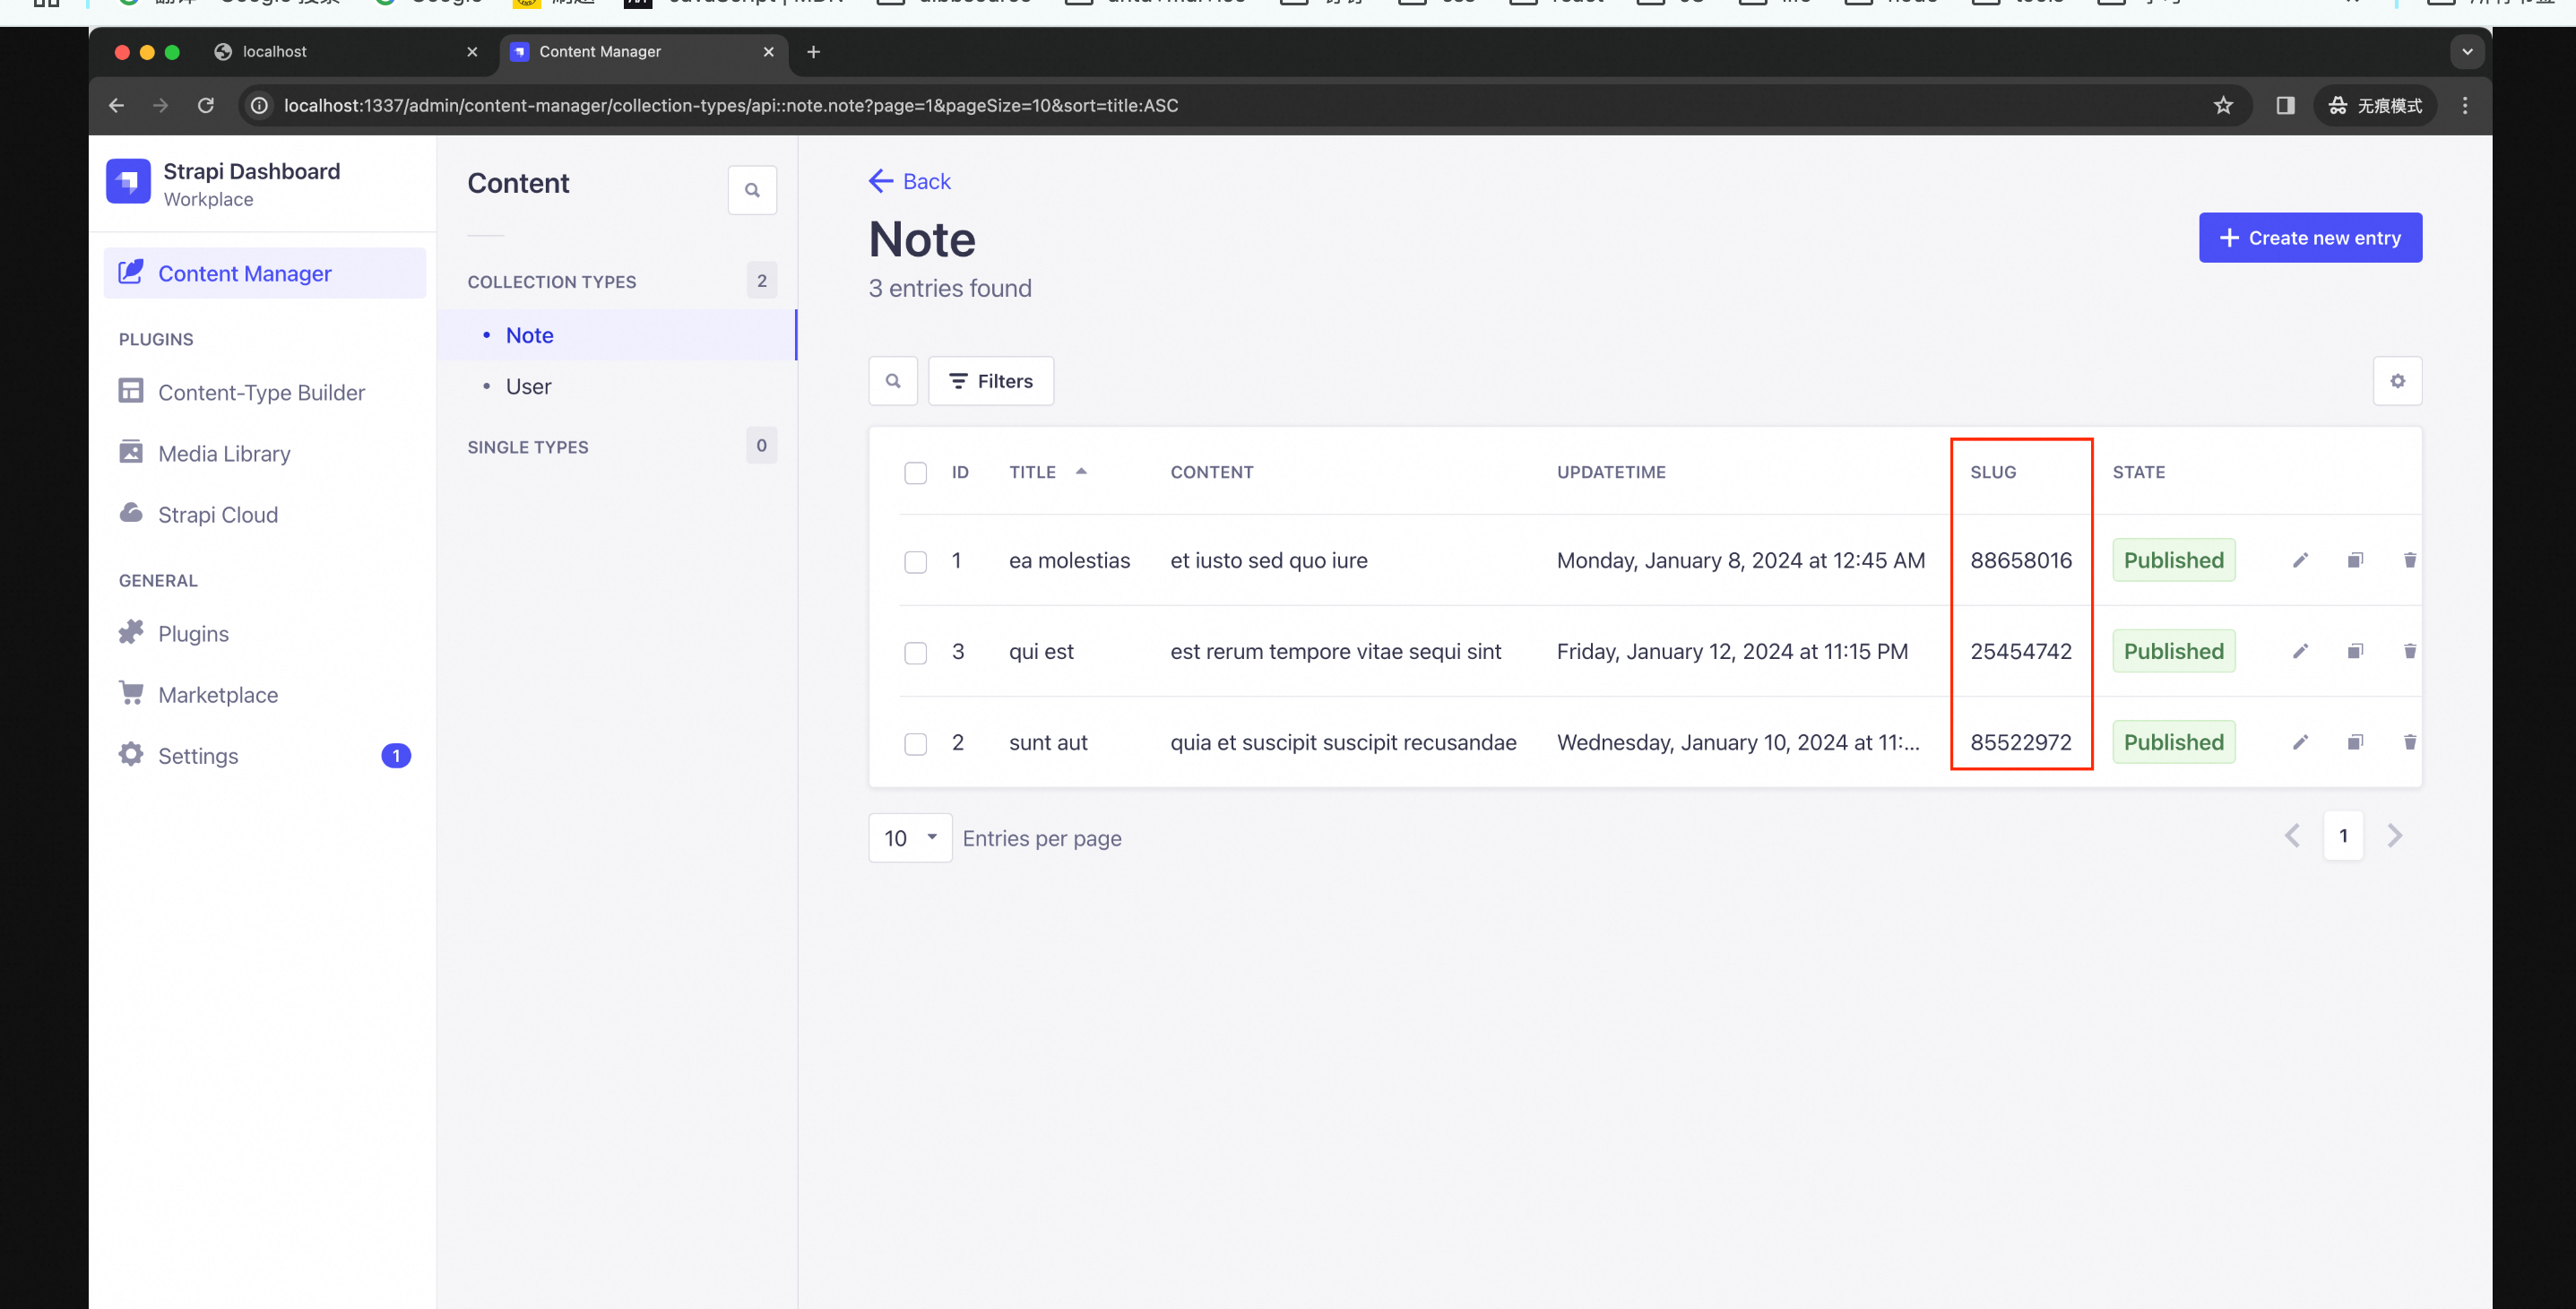 localhost
Content Manager
localhost:1337/admin/content-manager/collection-types/api::note.note?page=1&pageSize=10&sort=title:ASC
无痕模式
Strapi Dashboard
Workplace
Content Manager
PLUGINS
Content-Type Builder
Media Library
Strapi Cloud
GENERAL
Plugins
Marketplace
Settings 1
Content
COLLECTION TYPES 2
Note
User
SINGLE TYPES 0
Back
Note
3 entries found
Create new entry
Filters
ID TITLE CONTENT UPDATETIME SLUG STATE
1 ea molestias et iusto sed quo iure Monday, January 8, 2024 at 12:45 AM 88658016 Published
3 qui est est rerum tempore vitae sequi sint Friday, January 12, 2024 at 11:15 PM 25454742 Published
2 sunt aut quia et suscipit suscipit recusandae Wednesday, January 10, 2024 at 11:... 85522972 Published
10 Entries per page
1